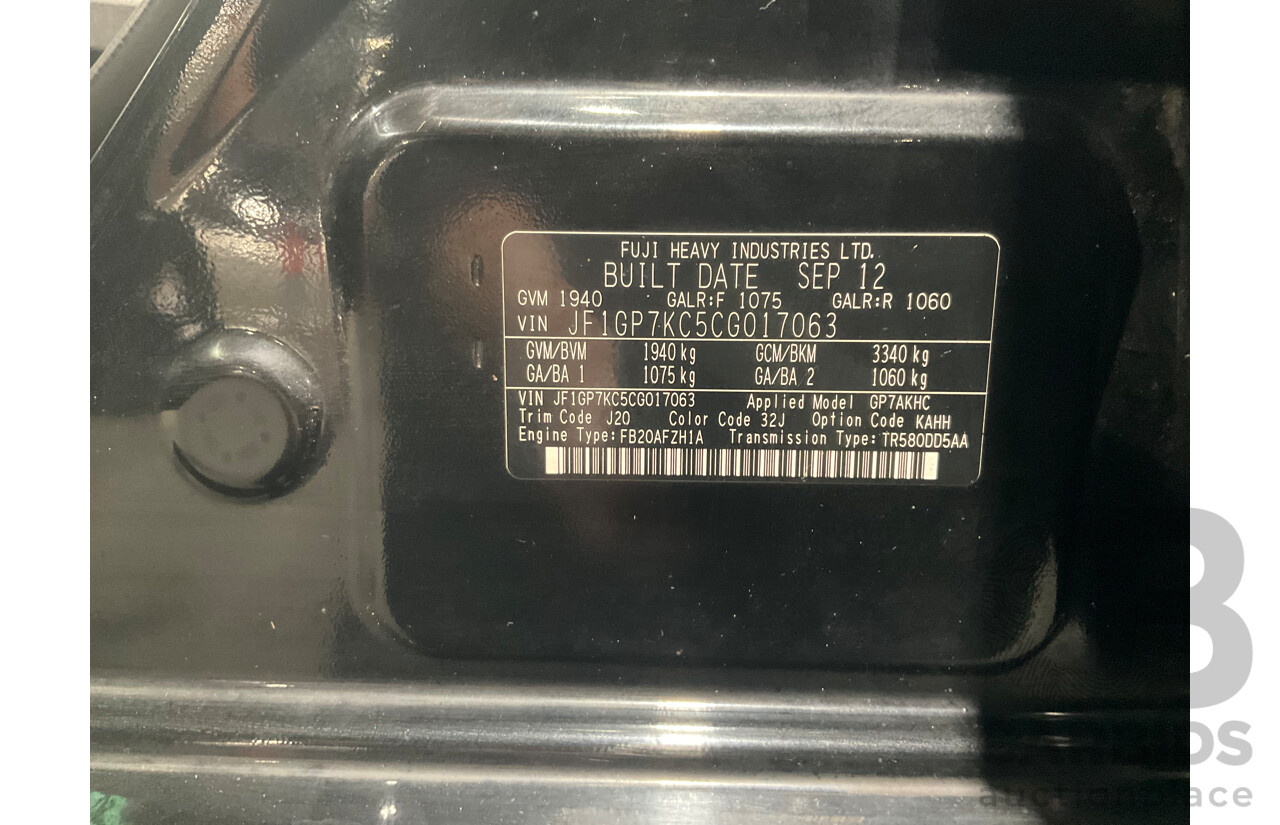 FUJI HEAVY INDUSTRIES LTD.
BUILT DATE SEP 12
GVM 1940 GALR:F 1075 GALR:R 1060
VIN JF1GP7KC5CG017063
GVM/BVM 1940 kg GCM/BKM 3340 kg
GA/BA 1 1075 kg GA/BA 2 1060 kg
VIN JF1GP7KC5CG017063 Applied Model GP7AKHC
Trim Code J20 Color Code 32J Option Code KAHH
Engine Type: FB20AFZH1A Transmission Type: TR580DD5AA